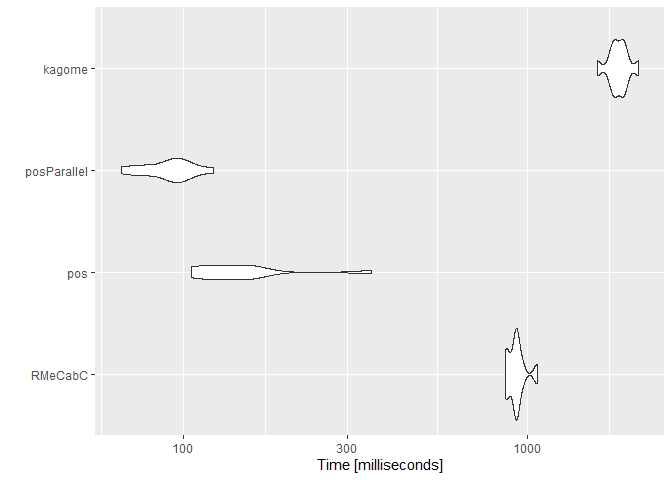 kagome
posParallel
pos
RMeCabC
100 300 1000
Time [milliseconds]